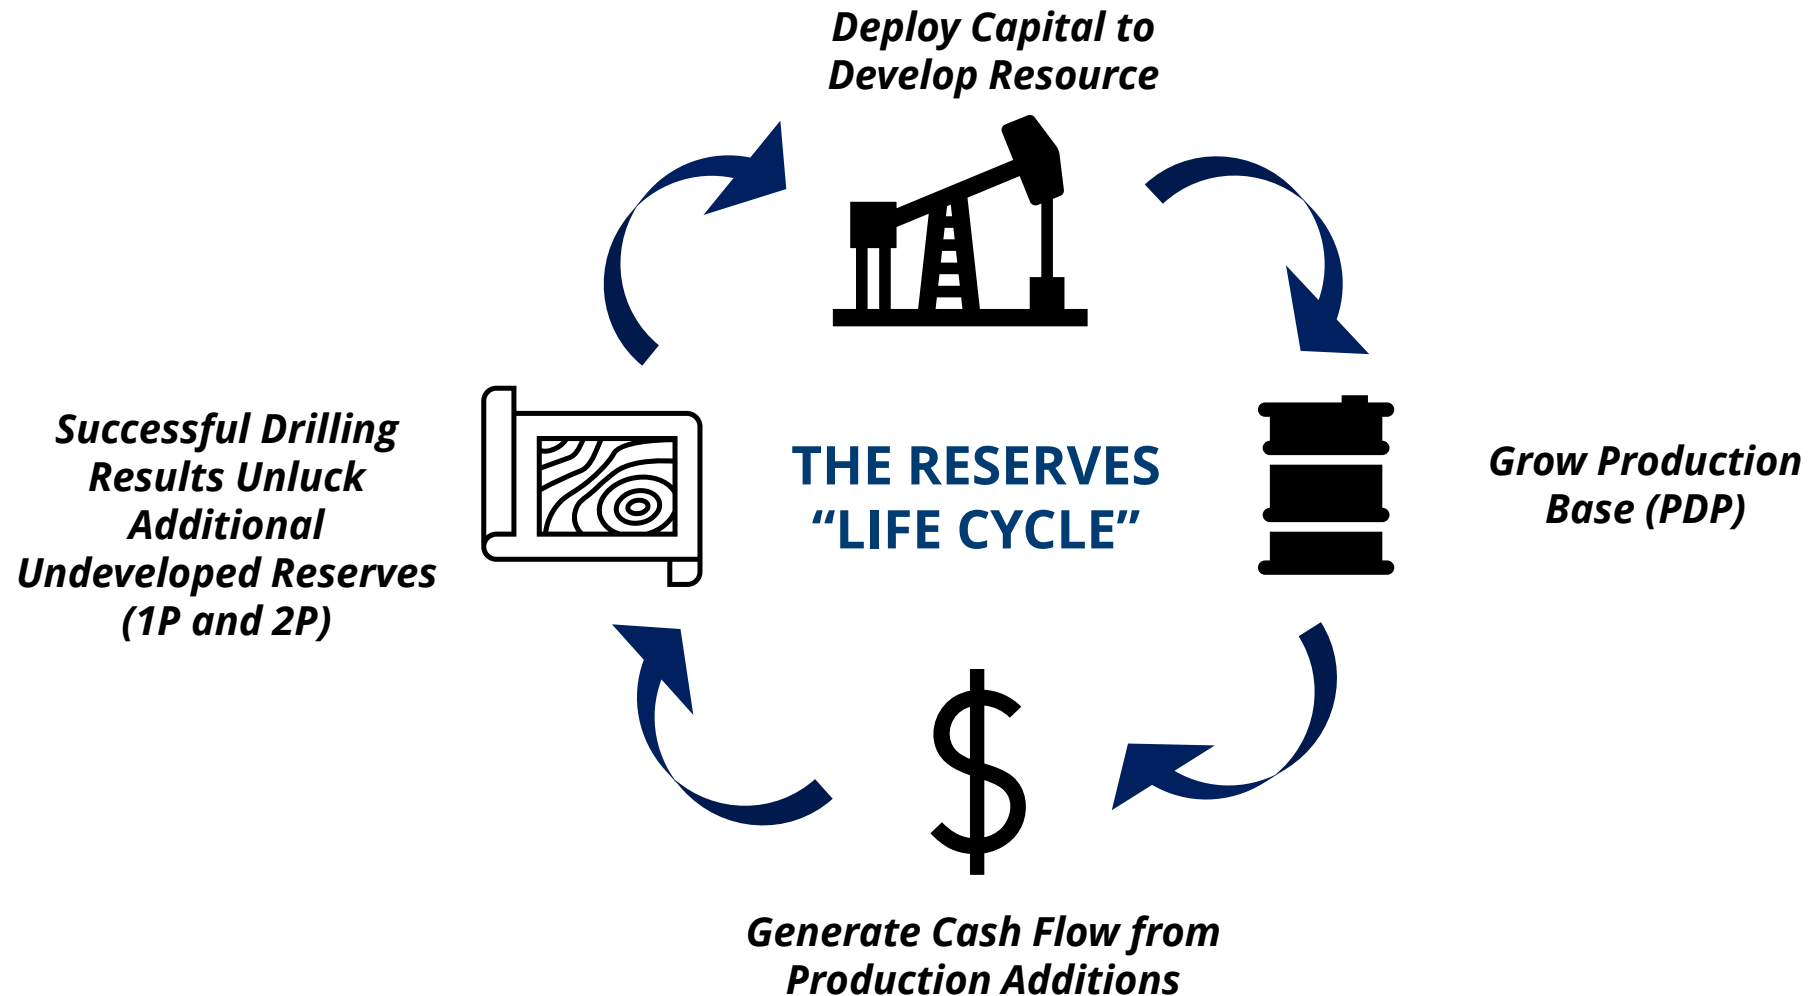 Deploy Capital to
Develop Resource
Successful Drilling
Results Unluck
Additional
Undeveloped Reserves
(1P and 2P)
THE RESERVES
“LIFE CYCLE”
Grow Production
Base (PDP)
Generate Cash Flow from
Production Additions